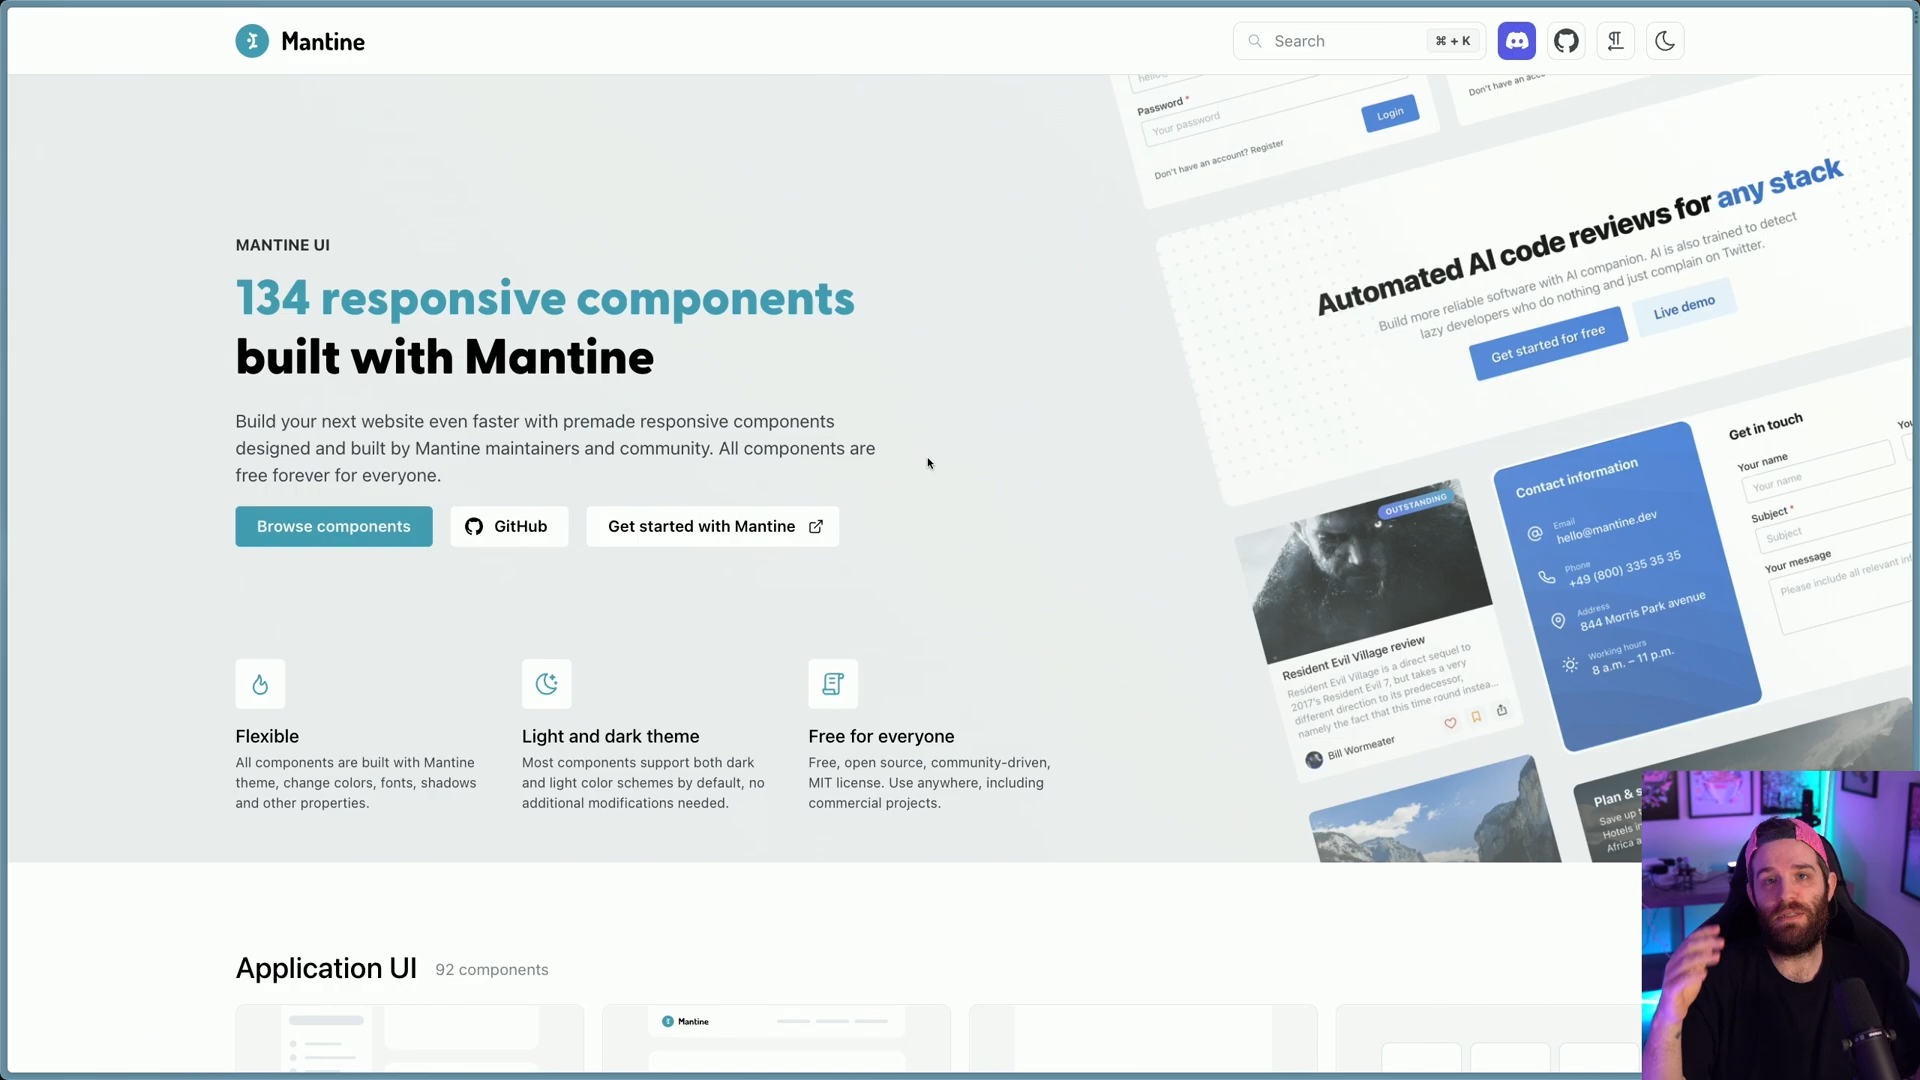 Mantine
Search
⌘ + K
Password *
Your password
Login
Don't have an account? Register
MANTINE UI
134 responsive components
built with Mantine
Build your next website even faster with premade responsive components
designed and built by Mantine maintainers and community. All components are
free forever for everyone.
Browse components
GitHub
Get started with Mantine
Automated AI code reviews for any stack
Build more reliable software with AI companion. AI is also trained to detect
lazy developers who do nothing and just complain on Twitter.
Get started for free
Live demo
OUTSTANDING
Resident Evil Village review
Resident Evil Village is a direct sequel to
2017's Resident Evil 7, but takes a very
different direction to its predecessor,
namely the fact that this time round instea...
Bill Wormeater
Contact information
Email
hello@mantine.dev
Phone
+49 (800) 335 35 35
Address
844 Morris Park avenue
Working hours
8 a.m. – 11 p.m.
Get in touch
Your name
Your name
Subject *
Subject
Your message
Please include all relevant
Plan & s
Save up t
Hotels in
Africa a
Flexible
All components are built with Mantine
theme, change colors, fonts, shadows
and other properties.
Light and dark theme
Most components support both dark
and light color schemes by default, no
additional modifications needed.
Free for everyone
Free, open source, community-driven,
MIT license. Use anywhere, including
commercial projects.
Application UI
92 components
Mantine